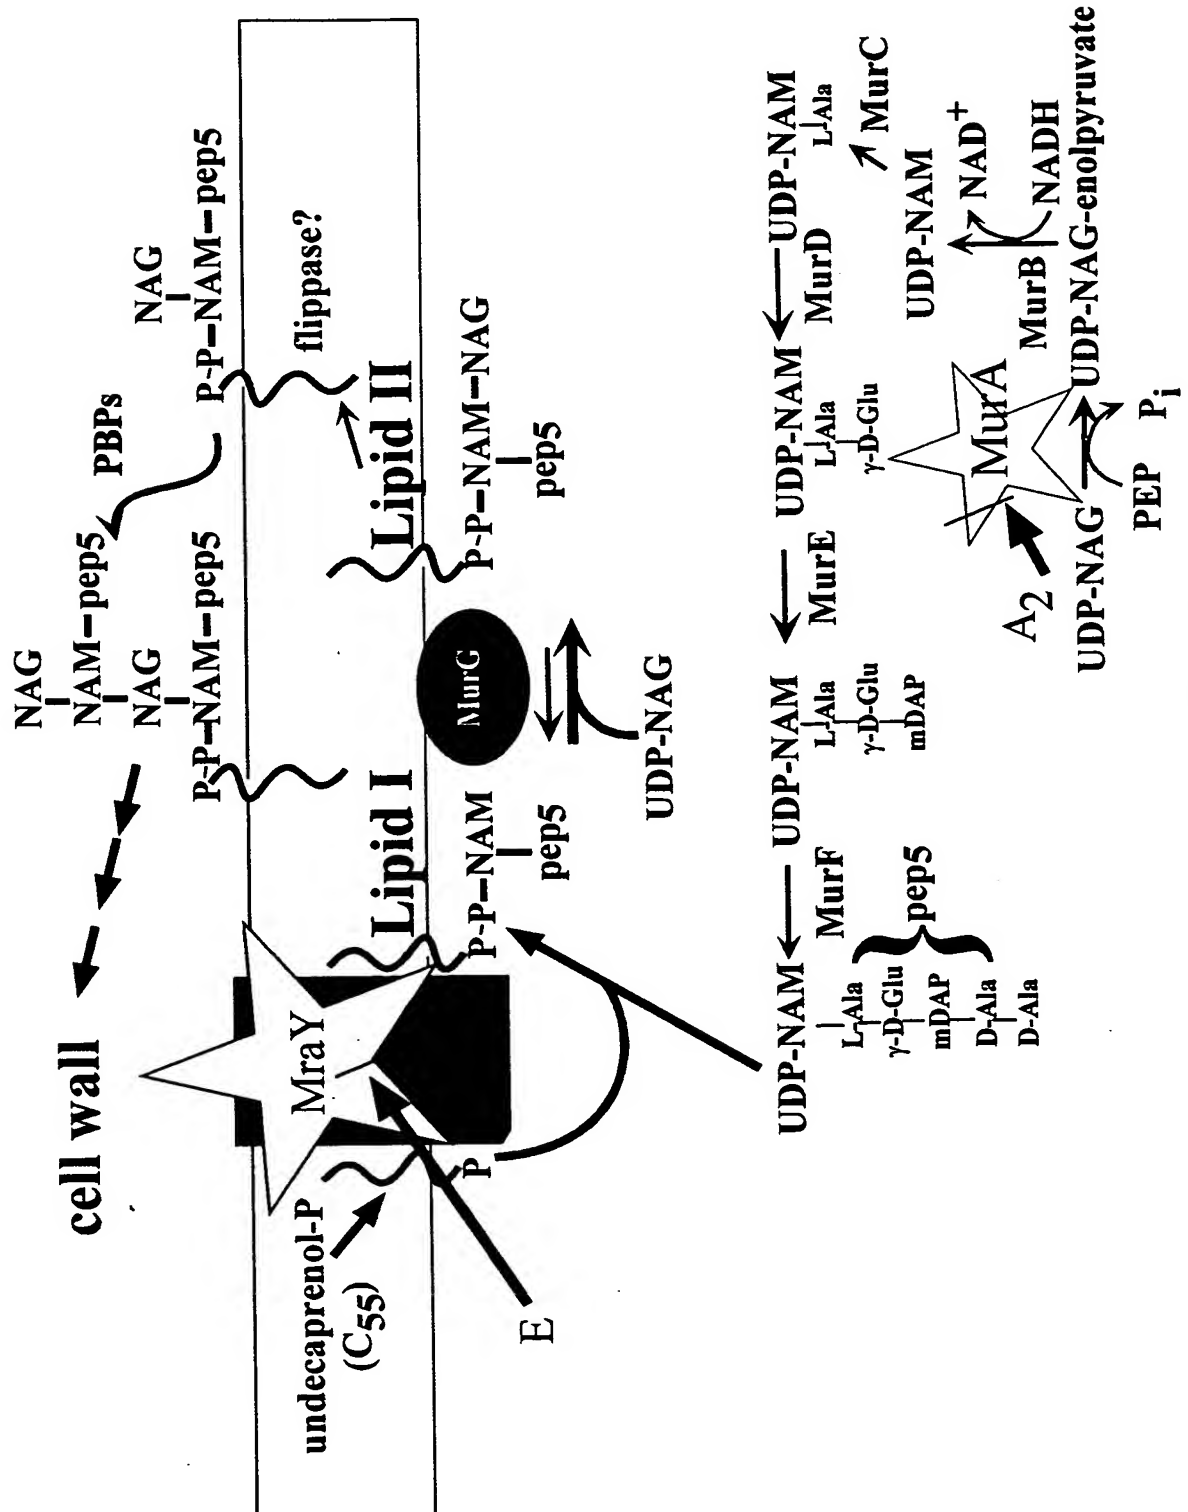 cell wall
NAG
NAM–pep5
NAG
P-P–NAM–pep5
PBPs
NAG
P-P–NAM–pep5
undecaprenol-P
(C55)
MraY
Lipid I
Lipid II
flippase?
E
P
P-P–NAM
pep5
MurG
P-P–NAM–NAG
pep5
UDP-NAG
UDP-NAM
L-Ala
γ-D-Glu
mDAP
D-Ala
D-Ala
pep5
MurF
UDP-NAM
L-Ala
γ-D-Glu
mDAP
MurE
UDP-NAM
L-Ala
γ-D-Glu
MurD
UDP-NAM
L-Ala
MurC
UDP-NAM
NAD+
MurB
NADH
A2
MurA
UDP-NAG
UDP-NAG-enolpyruvate
PEP
Pi